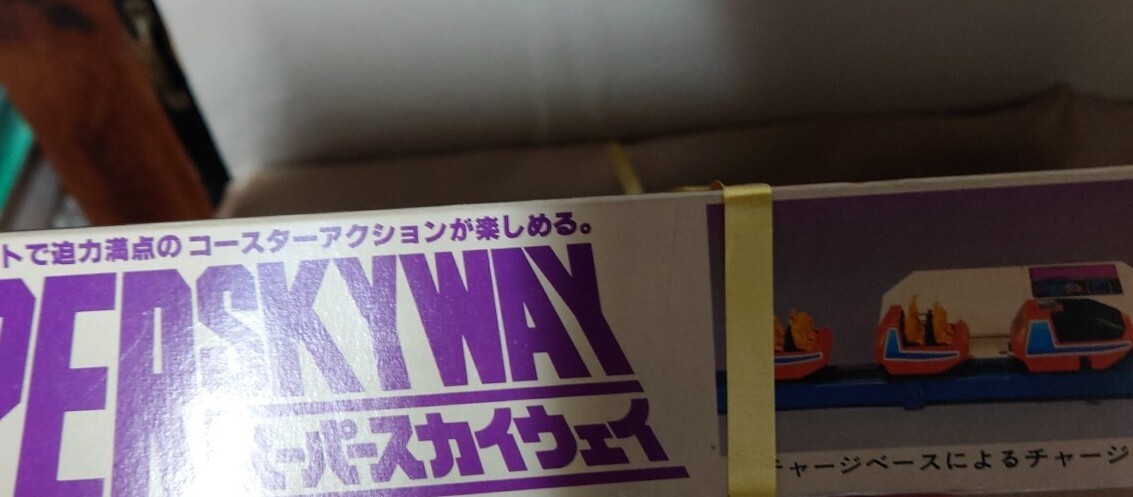 トで迫力満点のコースターアクションが楽しめる。
PERSKYWAY
スーパースカイウェイ
チャージベースによるチャージ